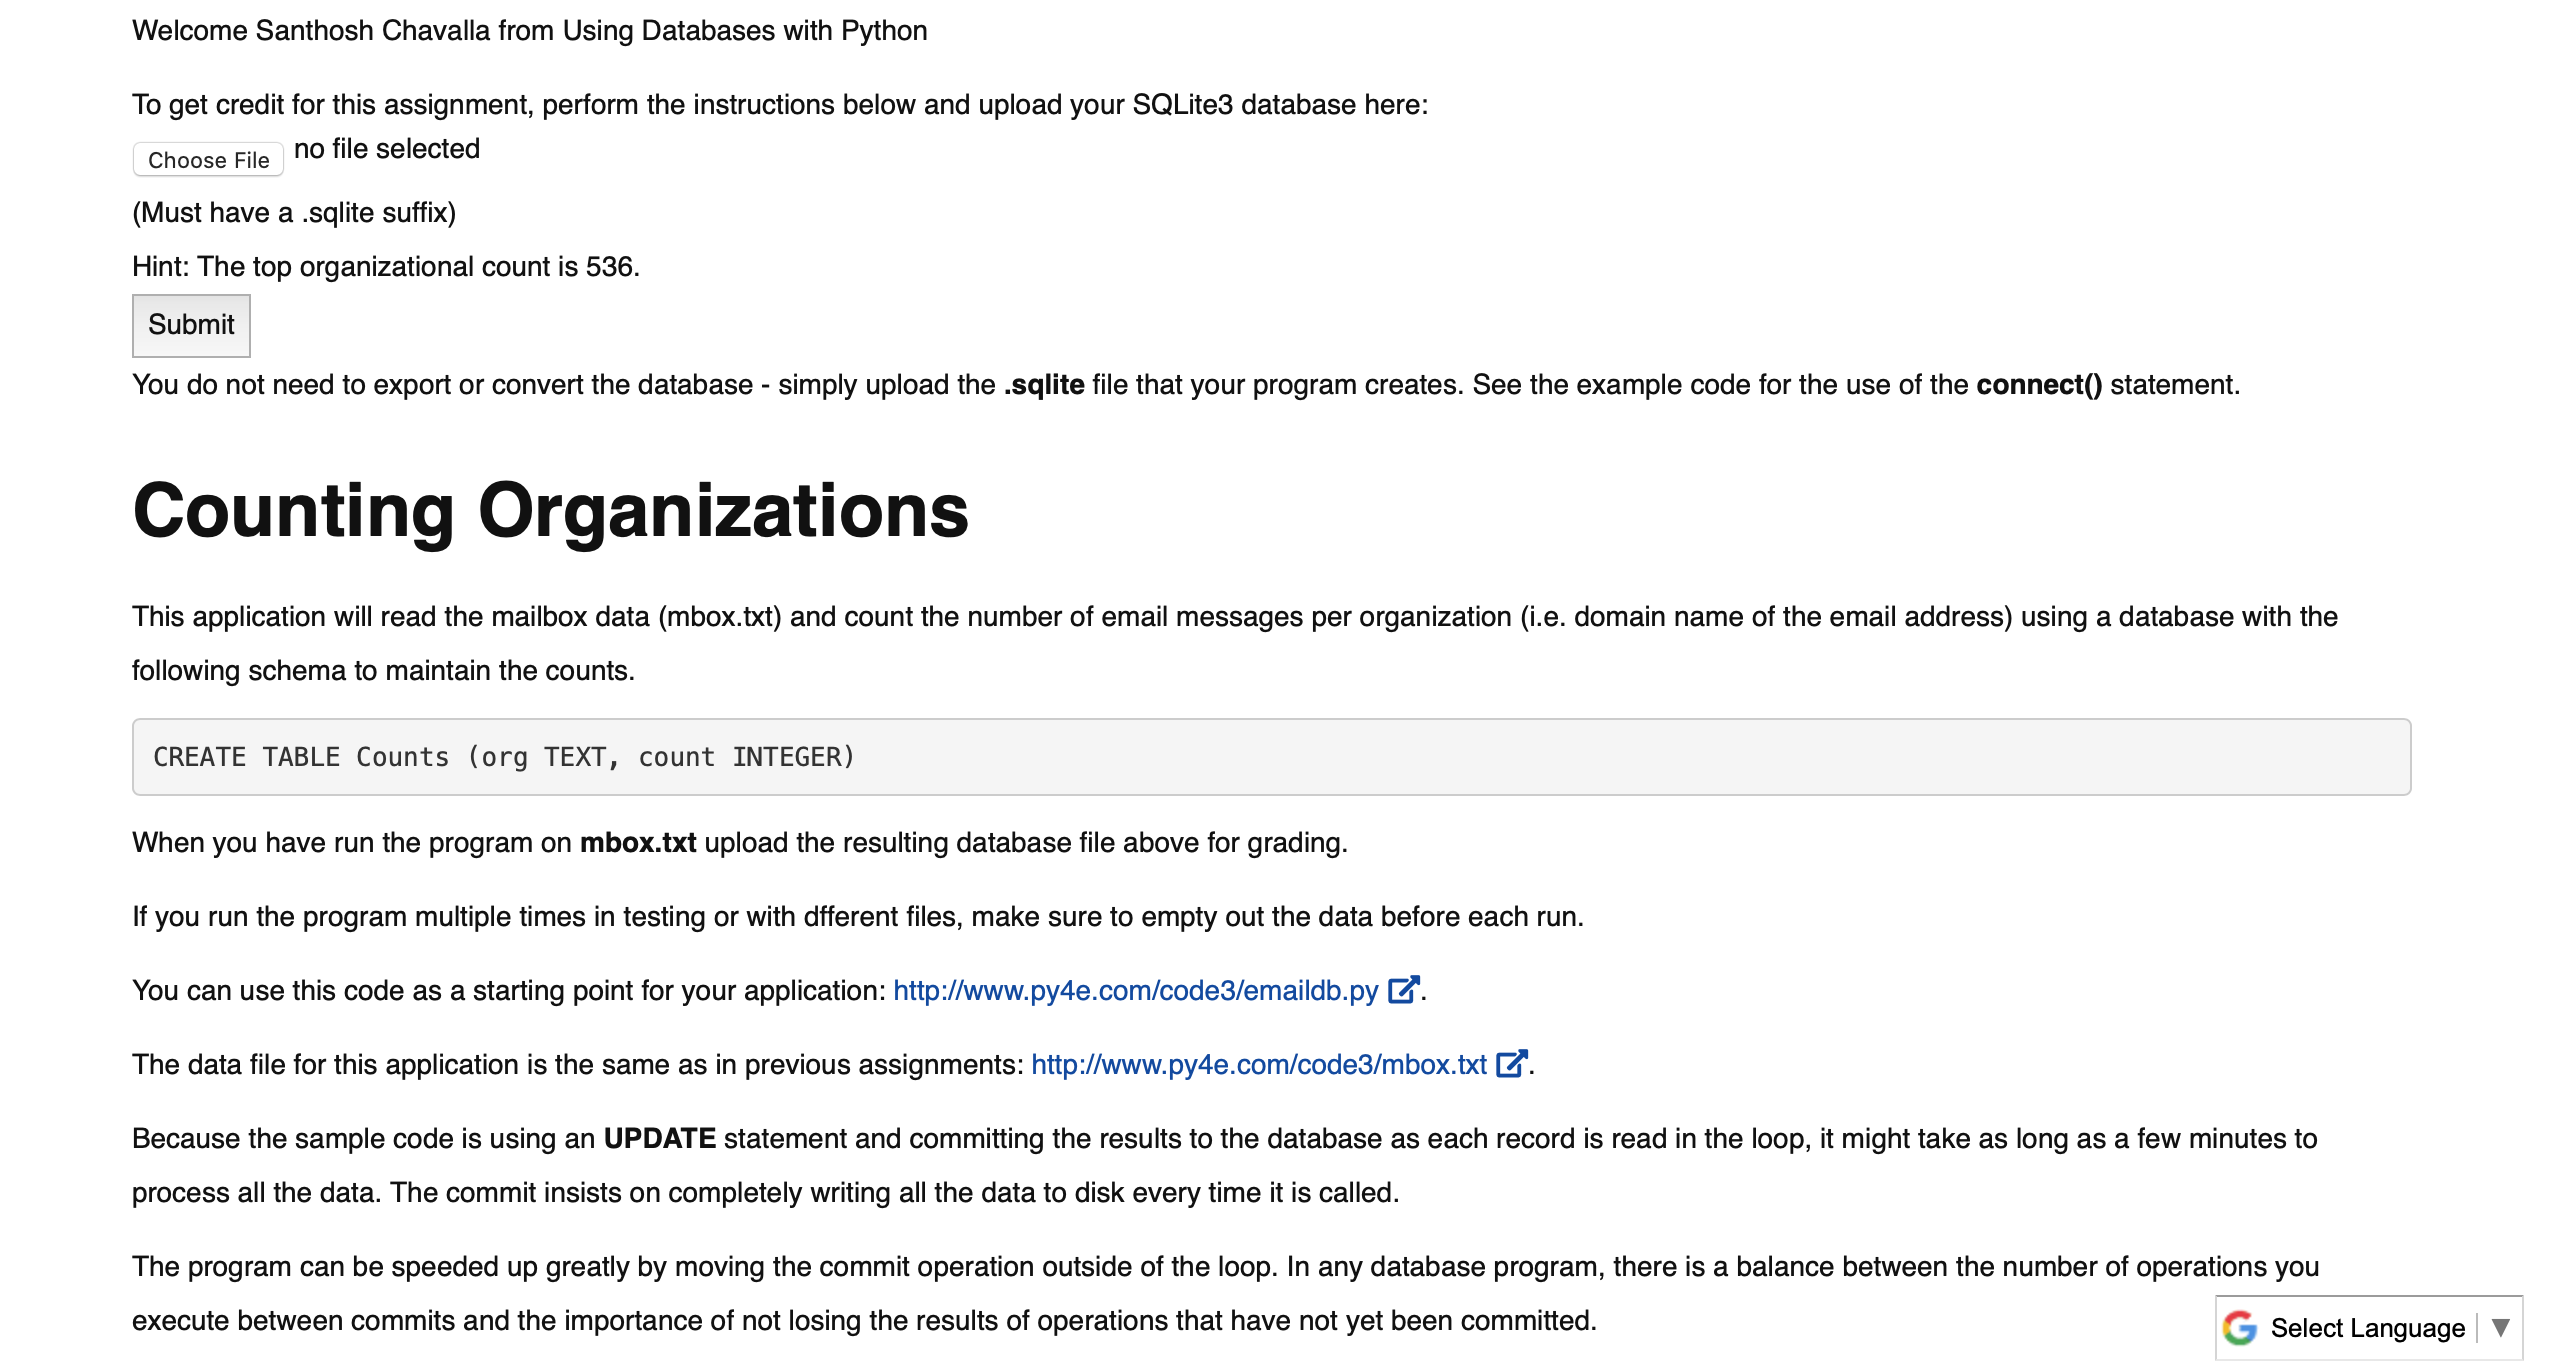 Welcome Santhosh Chavalla from Using Databases with Python
To get credit for this assignment, perform the instructions below and upload your SQLite3 database here:
Choose File no file selected
(Must have a .sqlite suffix)
Hint: The top organizational count is 536.
Submit
You do not need to export or convert the database - simply upload the .sqlite file that your program creates. See the example code for the use of the connect() statement.
Counting Organizations
This application will read the mailbox data (mbox.txt) and count the number of email messages per organization (i.e. domain name of the email address) using a database with the
following schema to maintain the counts.
CREATE TABLE Counts (org TEXT, count INTEGER)
When you have run the program on mbox.txt upload the resulting database file above for grading.
If you run the program multiple times in testing or with dfferent files, make sure to empty out the data before each run.
You can use this code as a starting point for your application: http://www.py4e.com/code3/emaildb.py.
The data file for this application is the same as in previous assignments: http://www.py4e.com/code3/mbox.txt.
Because the sample code is using an UPDATE statement and committing the results to the database as each record is read in the loop, it might take as long as a few minutes to
process all the data. The commit insists on completely writing all the data to disk every time it is called.
The program can be speeded up greatly by moving the commit operation outside of the loop. In any database program, there is a balance between the number of operations you
execute between commits and the importance of not losing the results of operations that have not yet been committed.
Select Language ▼